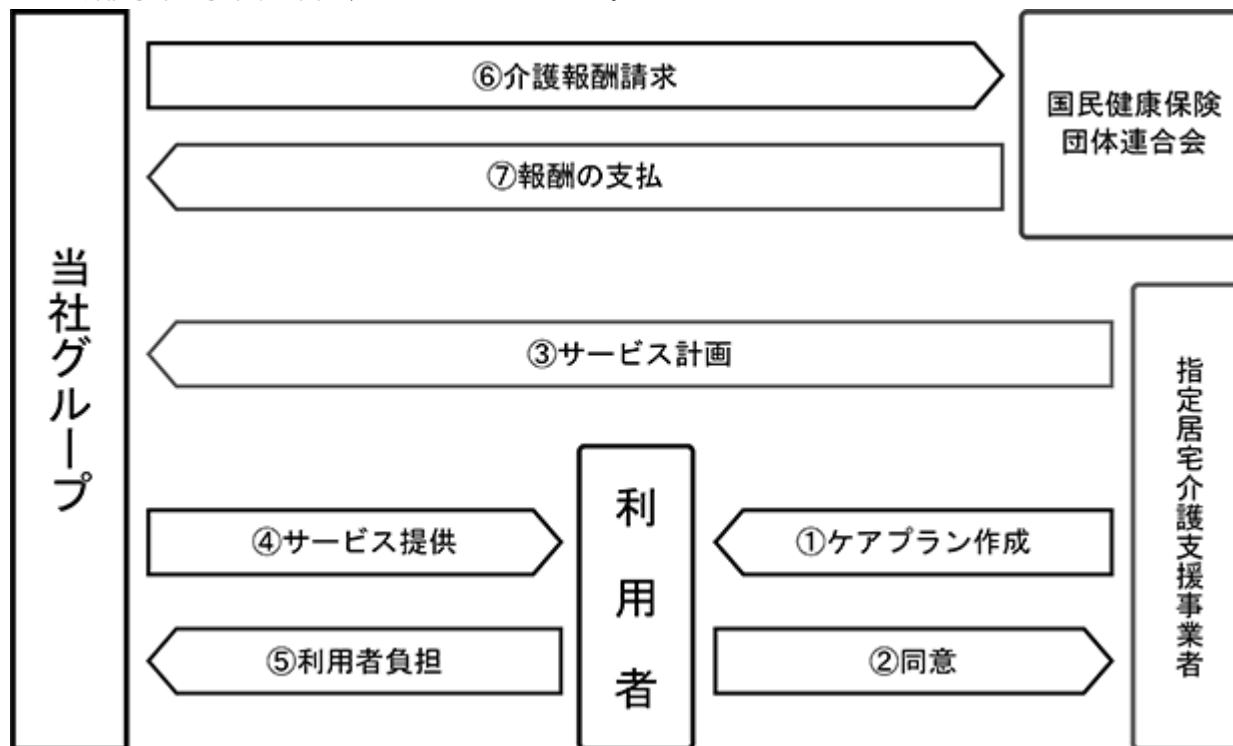 ⑥介護報酬請求
国民健康保険
団体連合会
⑦報酬の支払
当社グループ
③サービス計画
指定居宅介護支援事業者
利用者
④サービス提供
①ケアプラン作成
⑤利用者負担
②同意